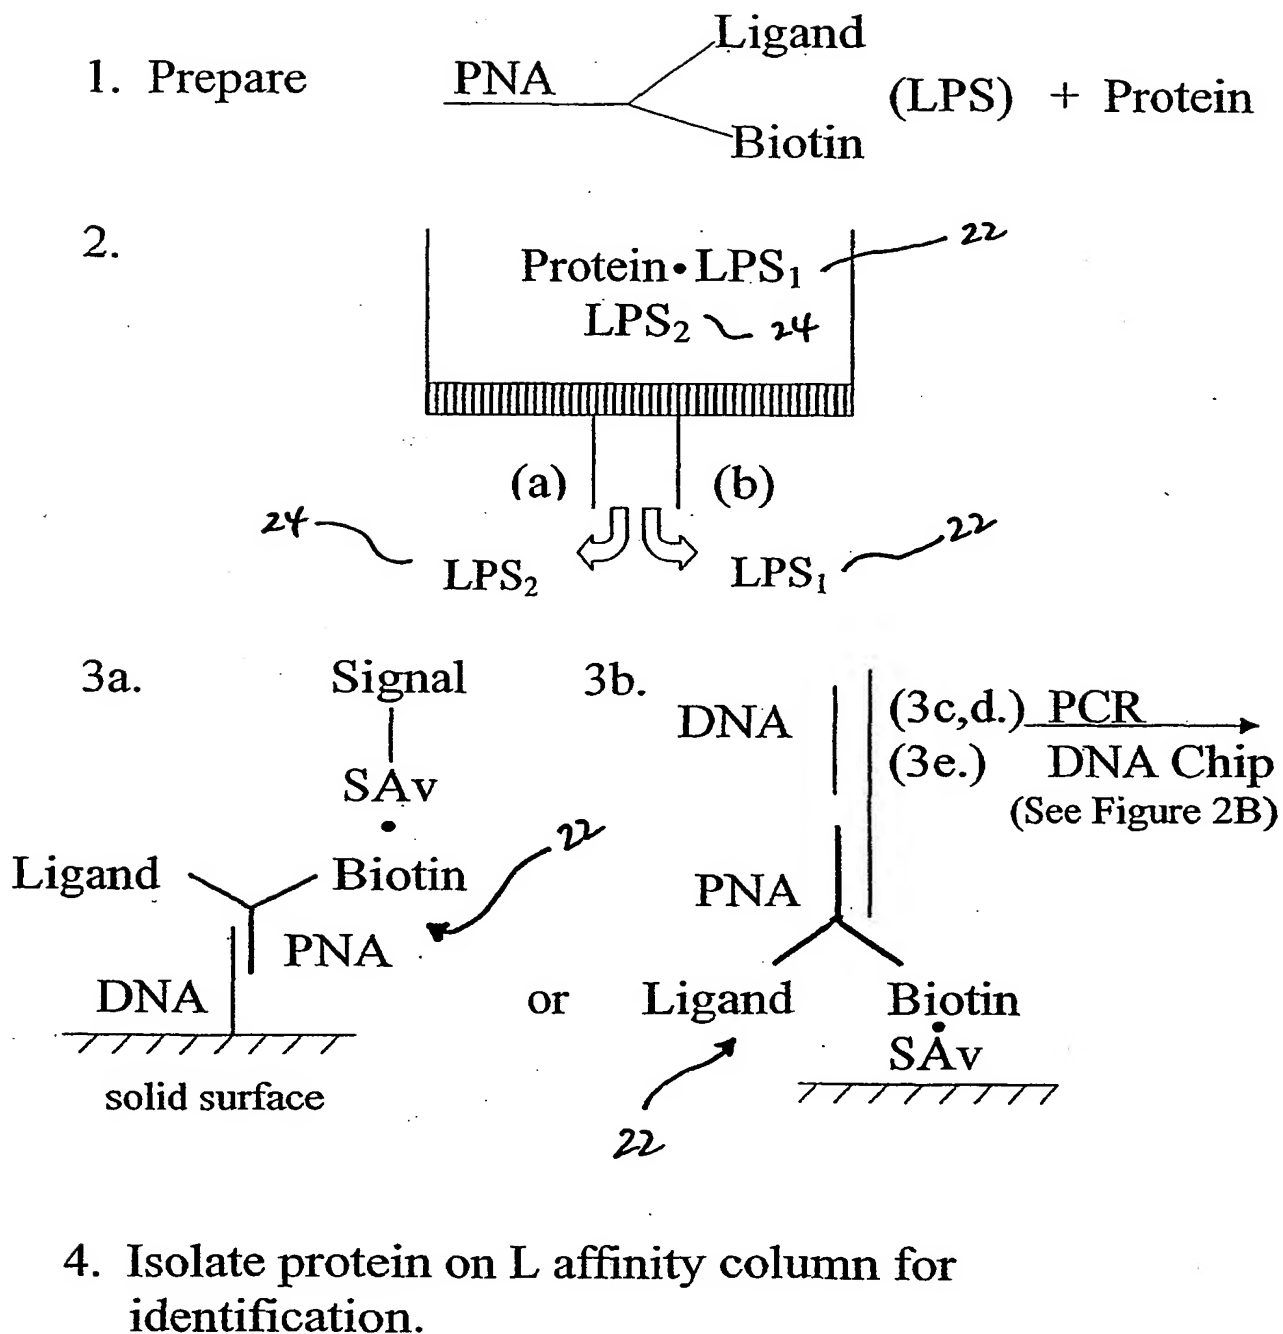 Ligand
1. Prepare PNA (LPS) + Protein
Biotin
2.
Protein•LPS₁ 22
LPS₂ 24
(a) (b)
24 22
LPS₂ LPS₁
3a. Signal 3b.
DNA (3c,d.) PCR
SAv (3e.) DNA Chip
(See Figure 2B)
22
Ligand Biotin PNA
PNA
DNA or Ligand Biotin
SAv
solid surface
22
4. Isolate protein on L affinity column for
identification.